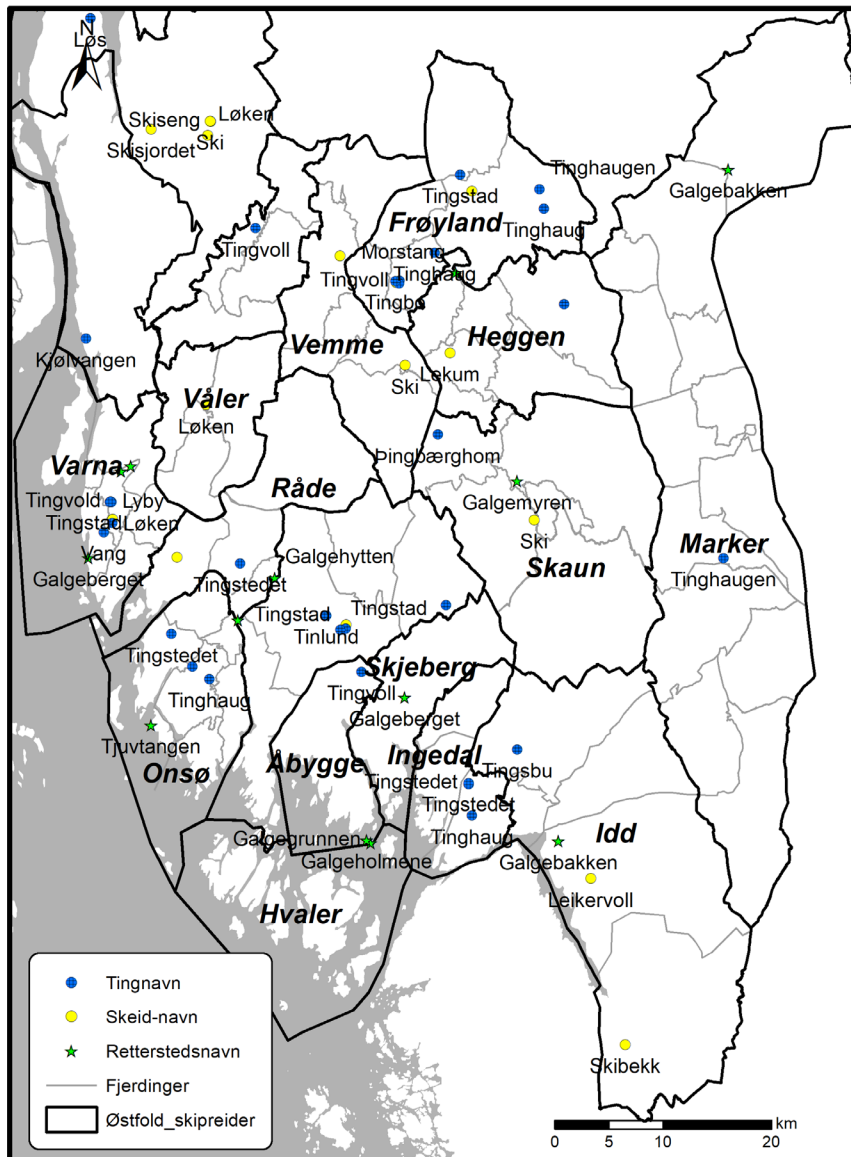 N
Løs
Skiseng
Løken
Ski
Skisjordet
Tinghaugen
Galgebakken
Tingstad
Frøyland
Tinghaug
Tingvoll
Morstang
Tinghaug
Tingvoll
Tingbø
Heggen
Vemme
Kjølvangen
Lekum
Ski
Våler
Løken
Þingbærghom
Varna
Råde
Galgemyren
Tingvold
Lyby
Tingstad
Løken
Ski
Marker
Vang
Galgehytten
Skaun
Tinghaugen
Galgeberget
Tingstedet
Tingstad
Tingstad
Tinlund
Tingstedet
Skjeberg
Tinghaug
Tingvoll
Galgeberget
Tjuvtangen
Ingedal
Onsø
Åbygge
Tingsbu
Tingstedet
Tingstedet
Galgegrunnen
Tinghaug
Idd
Galgeholmene
Galgebakken
Leikervoll
Hvaler
Skibekk
Tingnavn
Skeid-navn
Retterstedsnavn
Fjerdinger
Østfold_skipreider
km
0 5 10 20